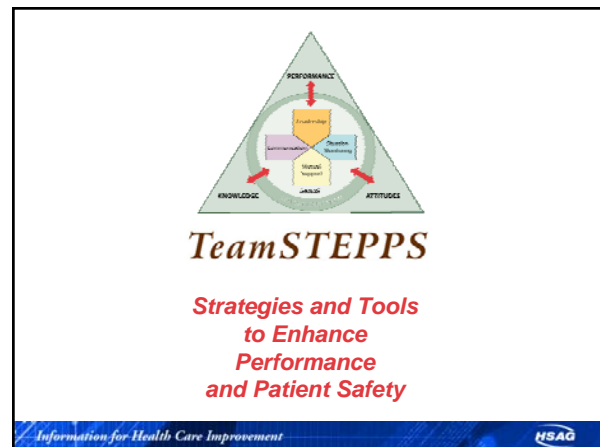 PERFORMANCE
Leadership
Communication
Situation Monitoring
Mutual
Support
Skills
KNOWLEDGE
ATTITUDES
TeamSTEPPS
Strategies and Tools
to Enhance
Performance
and Patient Safety
Information for Health Care Improvement
HSAG